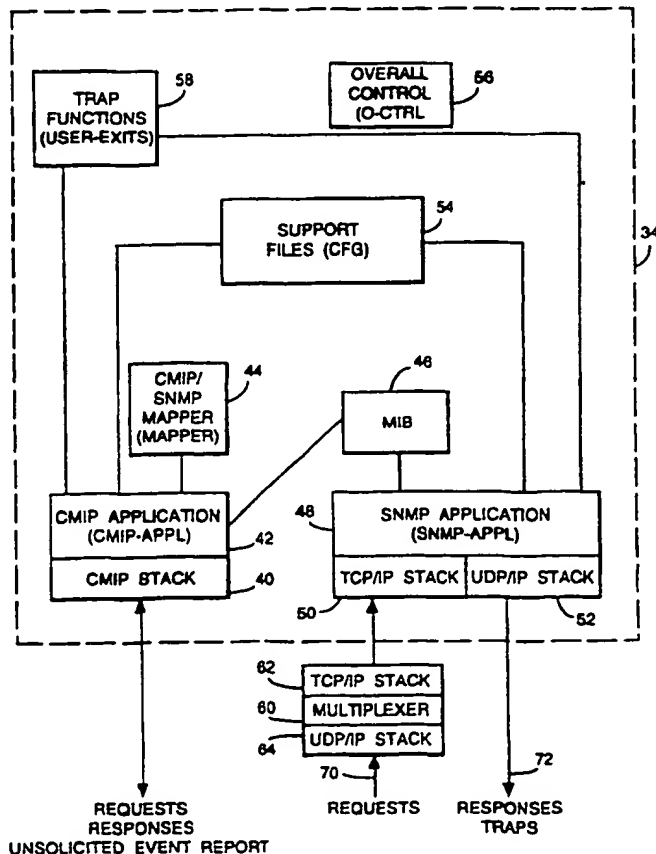 58
TRAP
FUNCTIONS
(USER-EXITS)
OVERALL
CONTROL
(O-CTRL
56
54
SUPPORT
FILES (CFG)
34
44
CMIP/
SNMP
MAPPER
(MAPPER)
46
MIB
CMIP APPLICATION
(CMIP-APPL)
42
CMIP STACK
40
48
SNMP APPLICATION
(SNMP-APPL)
TCP/IP STACK
UDP/IP STACK
50
52
62
TCP/IP STACK
60
MULTIPLEXER
64
UDP/IP STACK
70
72
REQUESTS
RESPONSES
UNSOLICITED EVENT REPORT
REQUESTS
RESPONSES
TRAPS